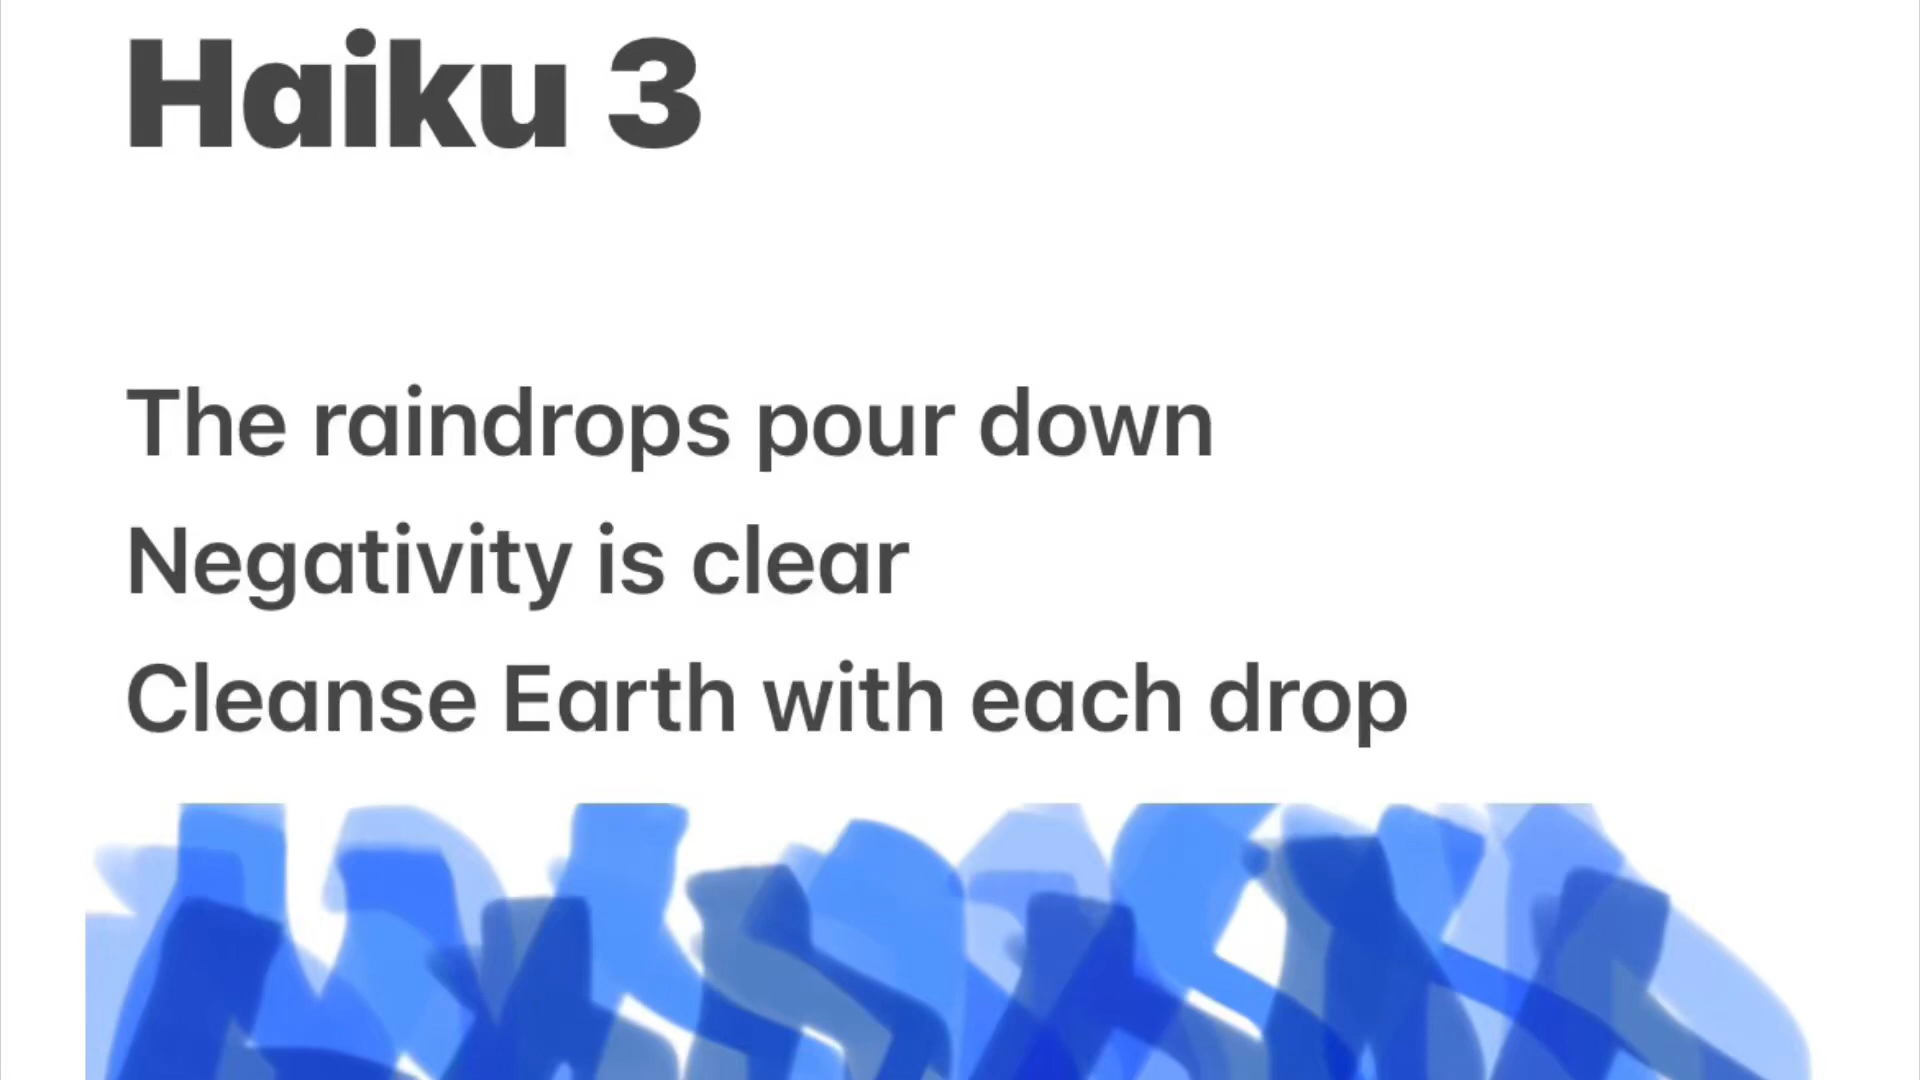 Haiku 3
The raindrops pour down
Negativity is clear
Cleanse Earth with each drop